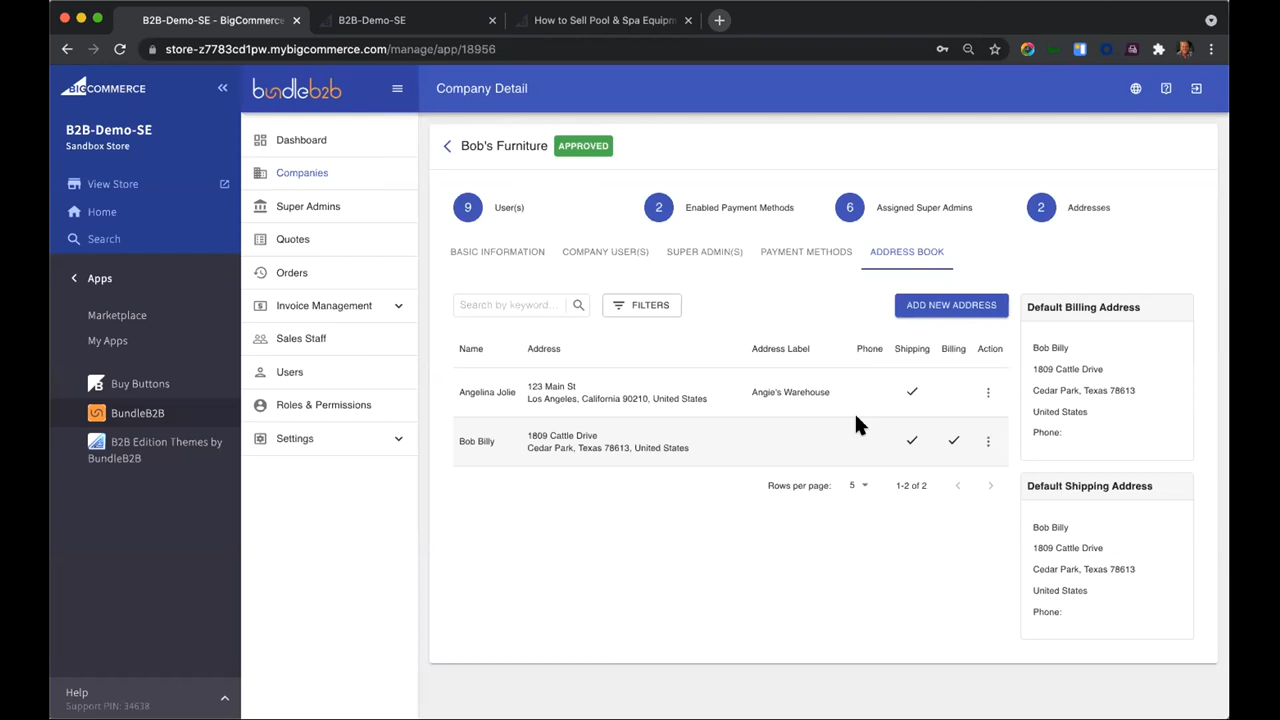 B2B-Demo-SE - BigCommerce
B2B-Demo-SE
How to Sell Pool & Spa Equipm
store-z7783cd1pw.mybigcommerce.com/manage/app/18956
BIGCOMMERCE
bundleb2b
Company Detail
B2B-Demo-SE
Sandbox Store
View Store
Home
Search
Apps
Marketplace
My Apps
Buy Buttons
BundleB2B
B2B Edition Themes by
BundleB2B
Help
Support PIN: 34638
Dashboard
Companies
Super Admins
Quotes
Orders
Invoice Management
Sales Staff
Users
Roles & Permissions
Settings
Bob's Furniture APPROVED
9 User(s) 2 Enabled Payment Methods 6 Assigned Super Admins 2 Addresses
BASIC INFORMATION COMPANY USER(S) SUPER ADMIN(S) PAYMENT METHODS ADDRESS BOOK
Search by keyword... FILTERS ADD NEW ADDRESS
Name Address Address Label Phone Shipping Billing Action
Angelina Jolie 123 Main St Angie's Warehouse
Los Angeles, California 90210, United States
Bob Billy 1809 Cattle Drive
Cedar Park, Texas 78613, United States
Rows per page: 5 1-2 of 2
Default Billing Address
Bob Billy
1809 Cattle Drive
Cedar Park, Texas 78613
United States
Phone:
Default Shipping Address
Bob Billy
1809 Cattle Drive
Cedar Park, Texas 78613
United States
Phone: